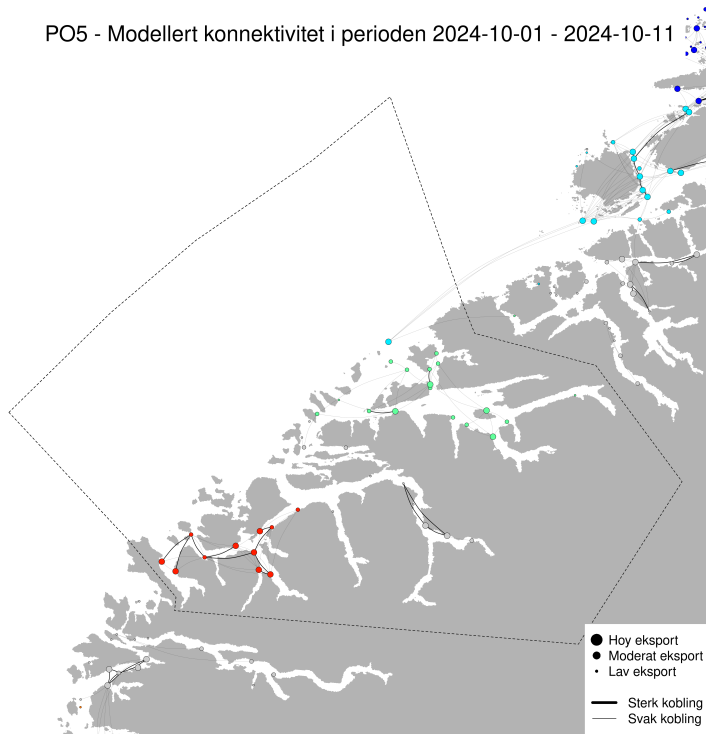 PO5 - Modellert konnektivitet i perioden 2024-10-01 - 2024-10-11
Hoy eksport
Moderat eksport
Lav eksport
Sterk kobling
Svak kobling